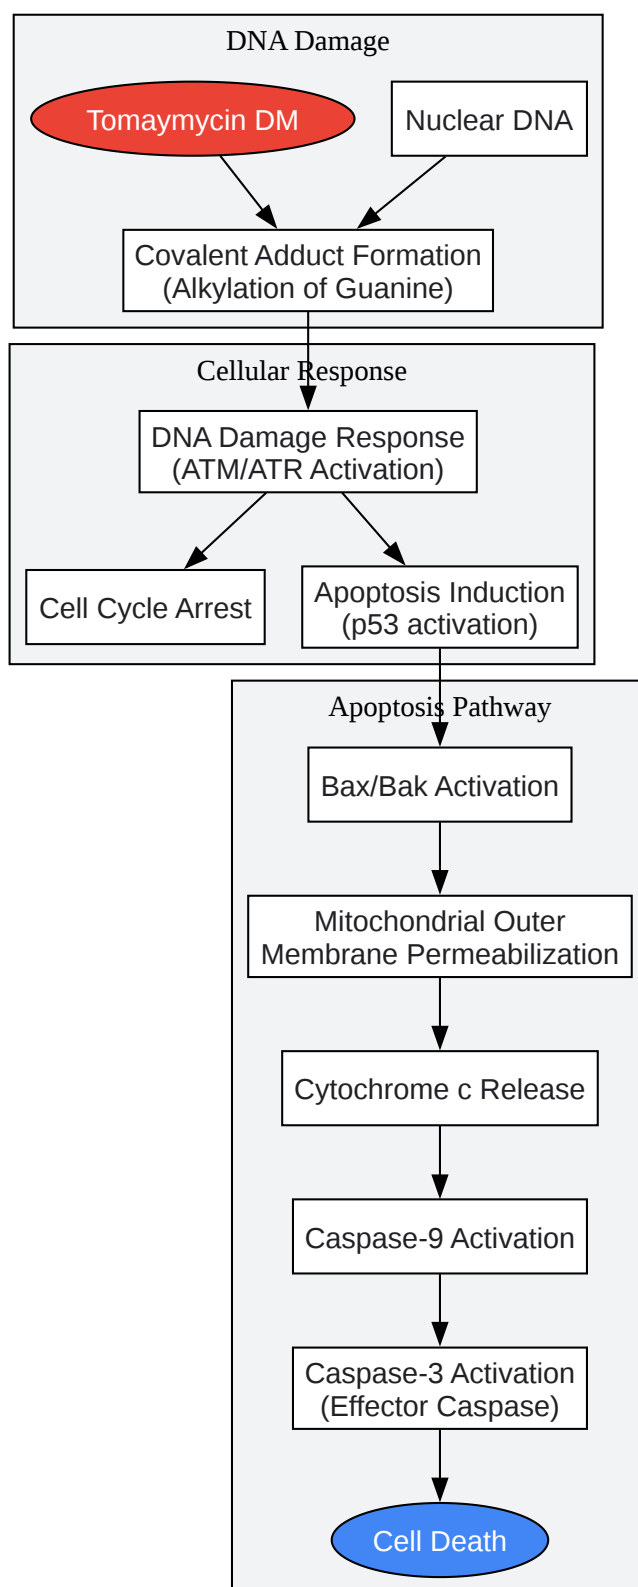 DNA Damage
Tomaymycin DM
Nuclear DNA
Covalent Adduct Formation
(Alkylation of Guanine)
Cellular Response
DNA Damage Response
(ATM/ATR Activation)
Cell Cycle Arrest
Apoptosis Induction
(p53 activation)
Apoptosis Pathway
Bax/Bak Activation
Mitochondrial Outer
Membrane Permeabilization
Cytochrome c Release
Caspase-9 Activation
Caspase-3 Activation
(Effector Caspase)
Cell Death